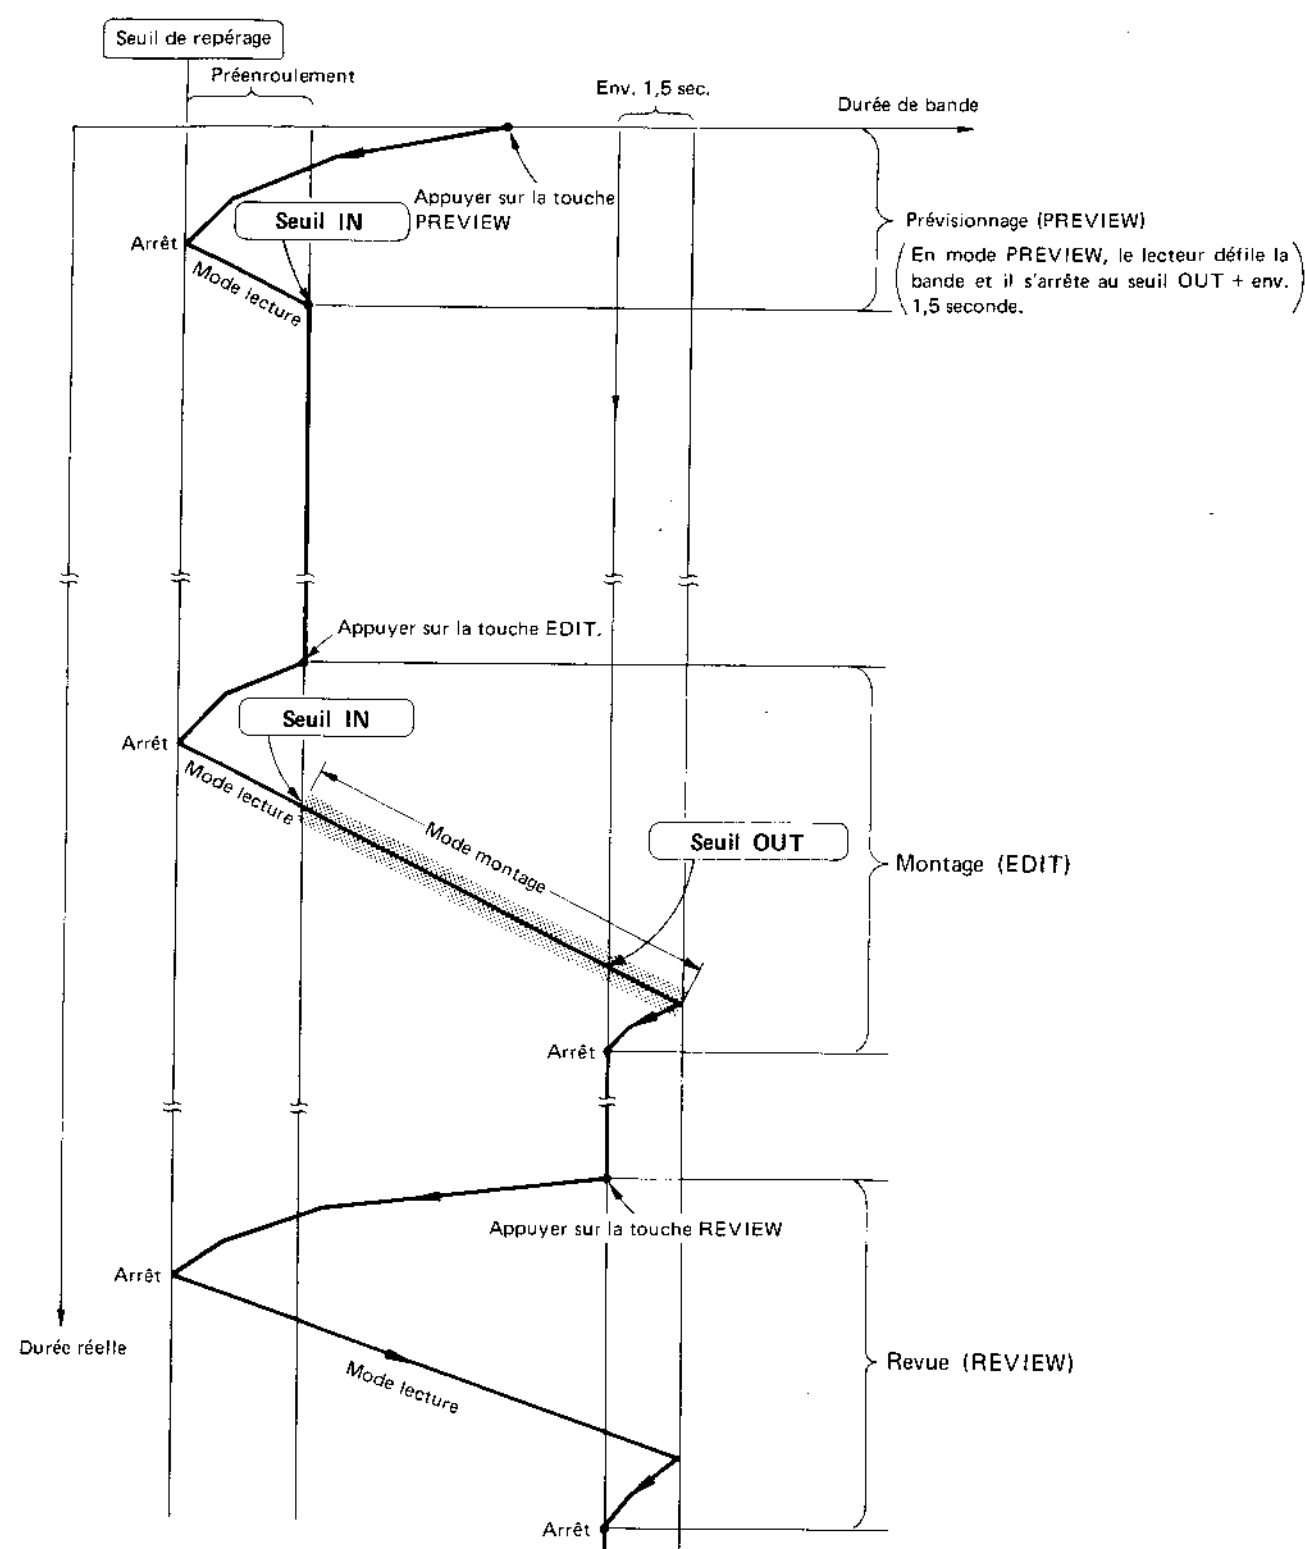 Seuil de repérage
Préenroulement
Env. 1,5 sec.
Durée de bande
Appuyer sur la touche
PREVIEW
Seuil IN
Arrêt
Mode lecture
Prévisionnage (PREVIEW)
(En mode PREVIEW, le lecteur défile la
bande et il s'arrête au seuil OUT + env.
1,5 seconde.)
Appuyer sur la touche EDIT.
Seuil IN
Arrêt
Mode lecture
Mode montage
Seuil OUT
Montage (EDIT)
Arrêt
Appuyer sur la touche REVIEW
Arrêt
Durée réelle
Mode lecture
Revue (REVIEW)
Arrêt